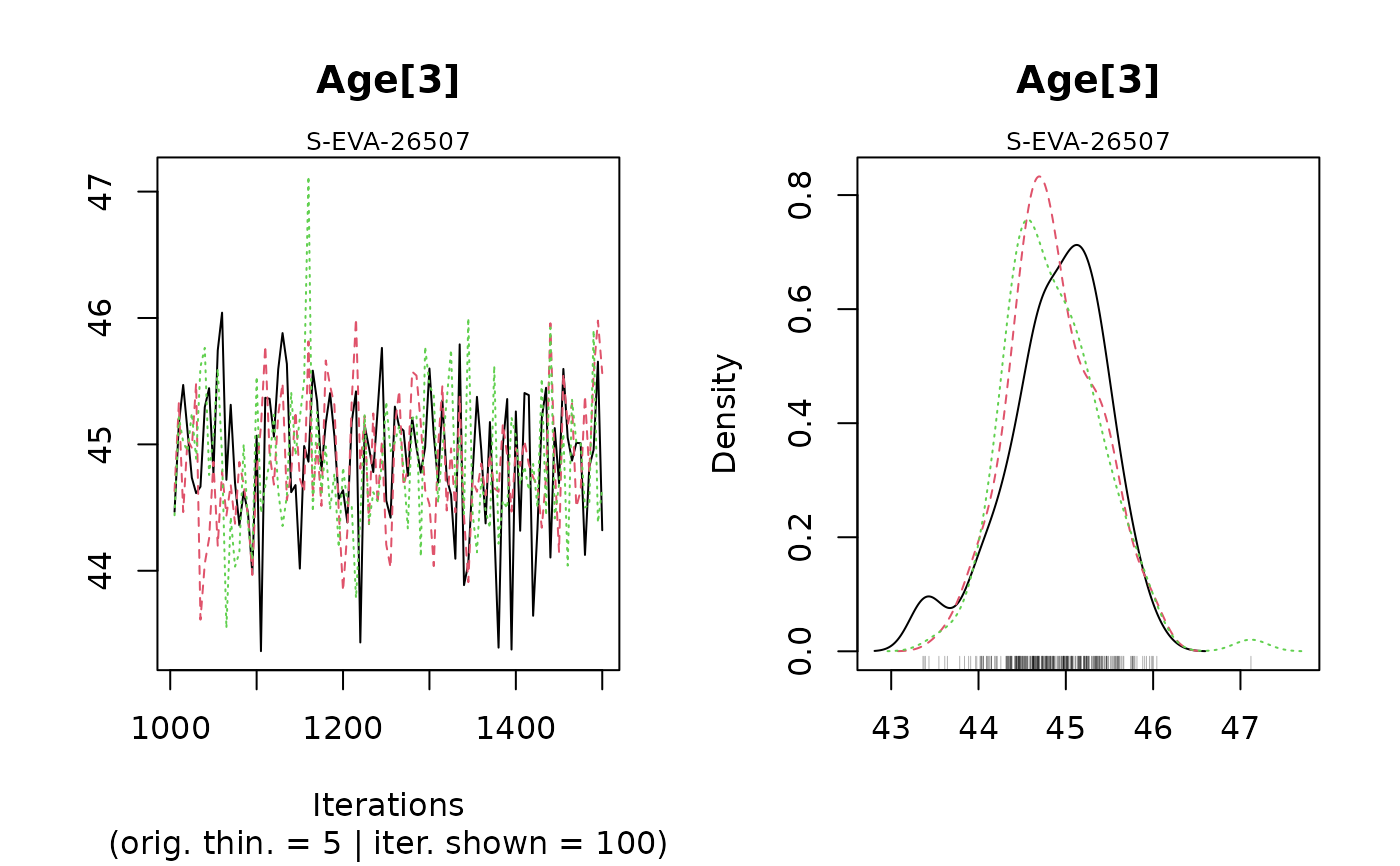 Age[3]
S-EVA-26507
47
46
45
44
1000
1200
1400
Iterations
(orig. thin. = 5 | iter. shown = 100)
Age[3]
S-EVA-26507
Density
0.8
0.6
0.4
0.2
0.0
43
44
45
46
47